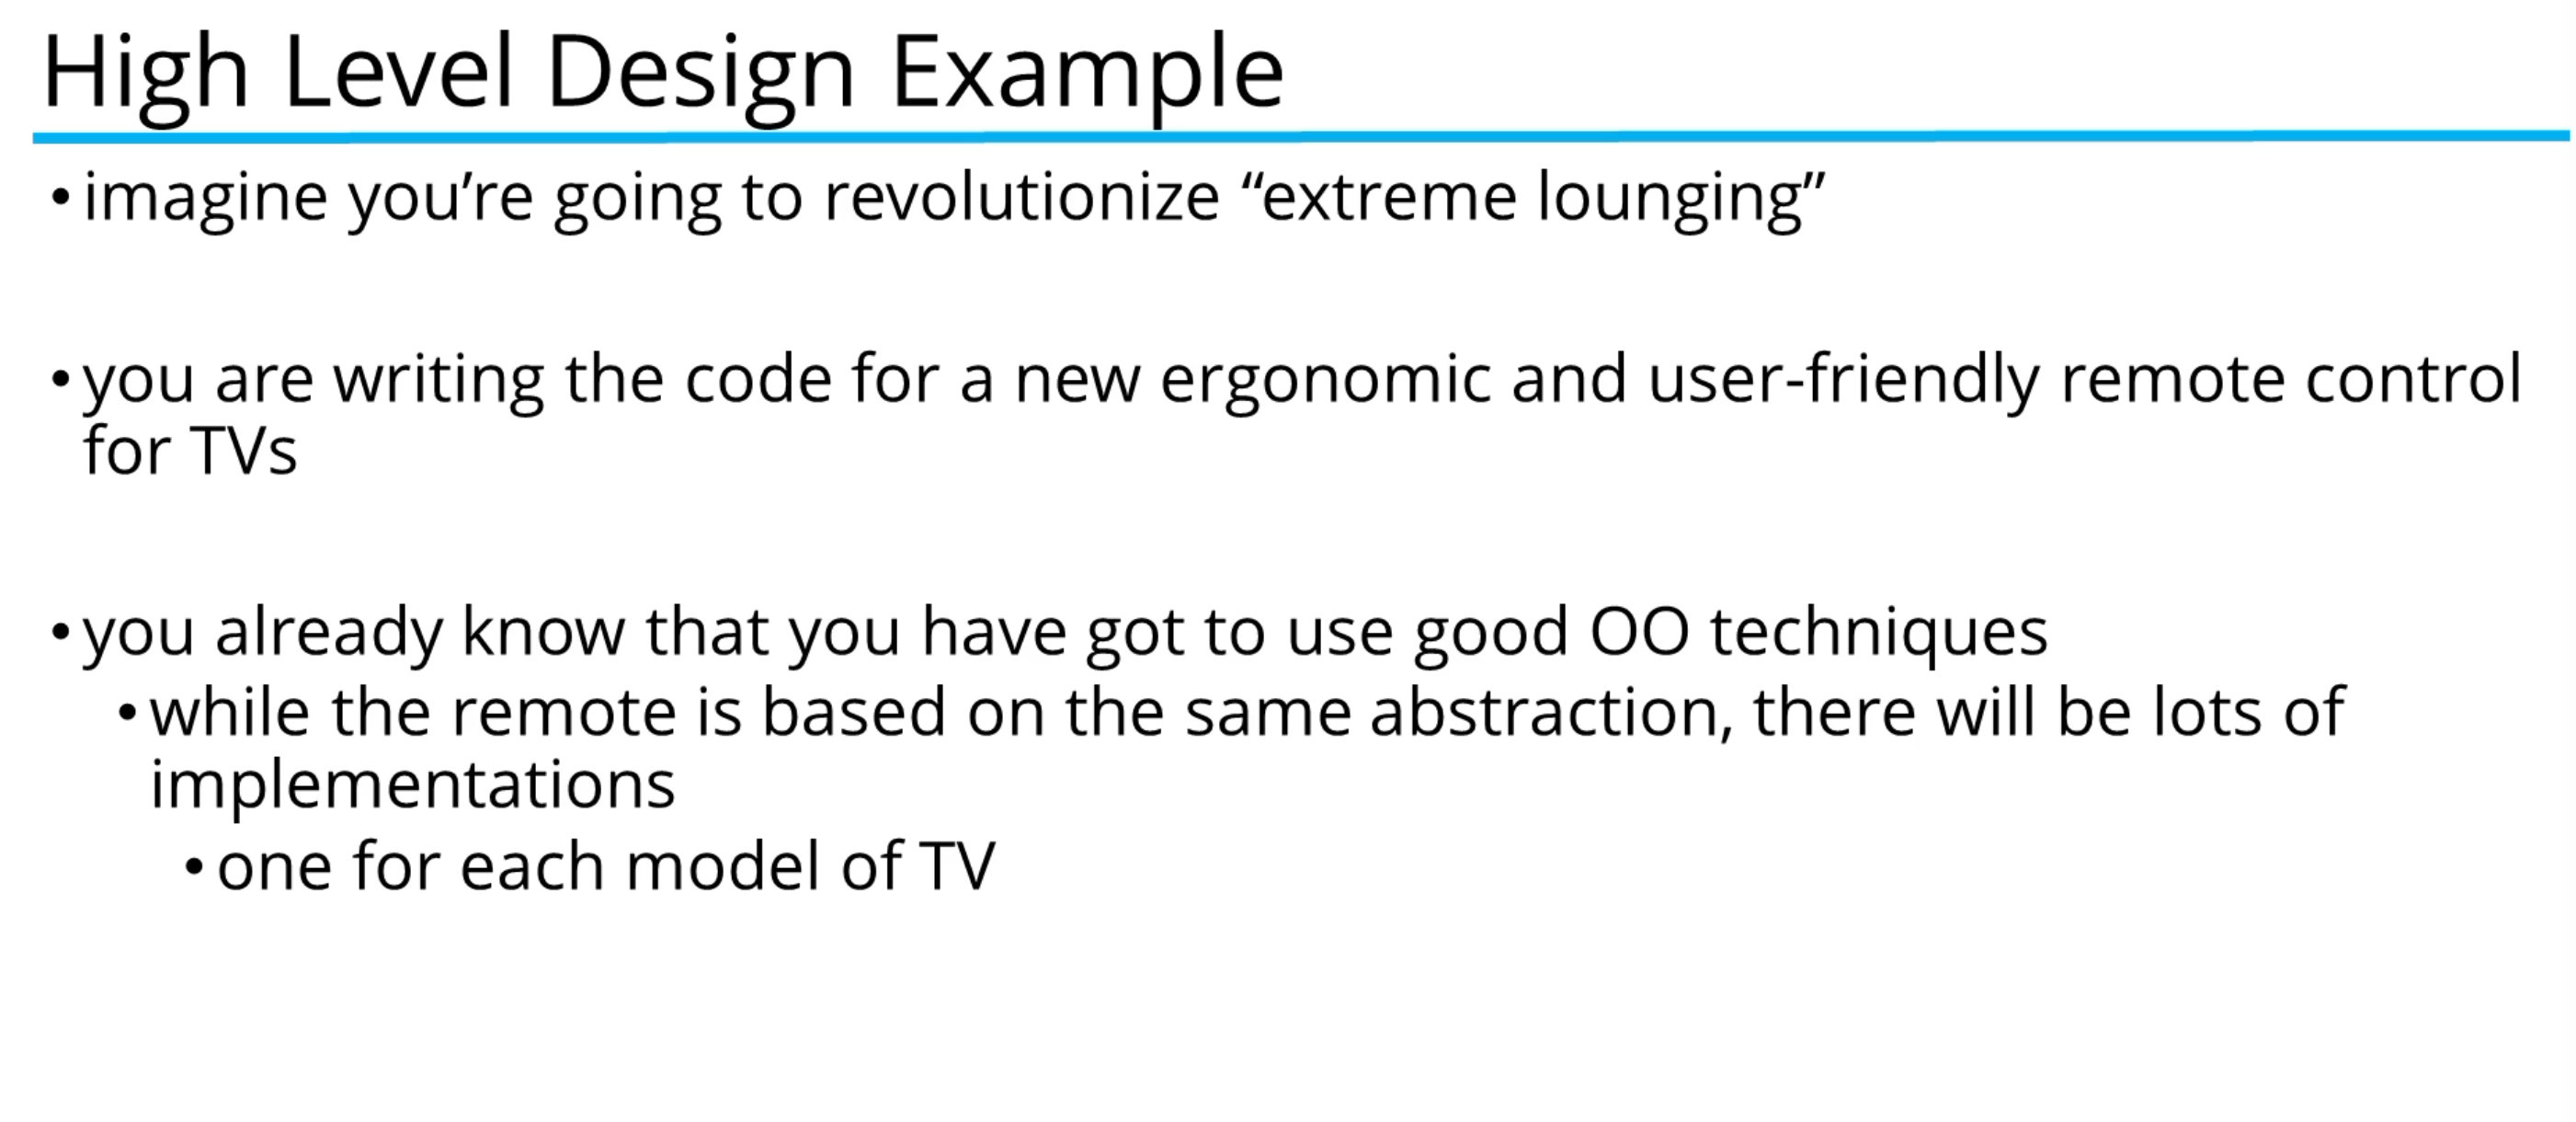 High Level Design Example
•imagine you’re going to revolutionize “extreme lounging”
•you are writing the code for a new ergonomic and user-friendly remote control
for TVs
•you already know that you have got to use good OO techniques
•while the remote is based on the same abstraction, there will be lots of
implementations
•one for each model of TV